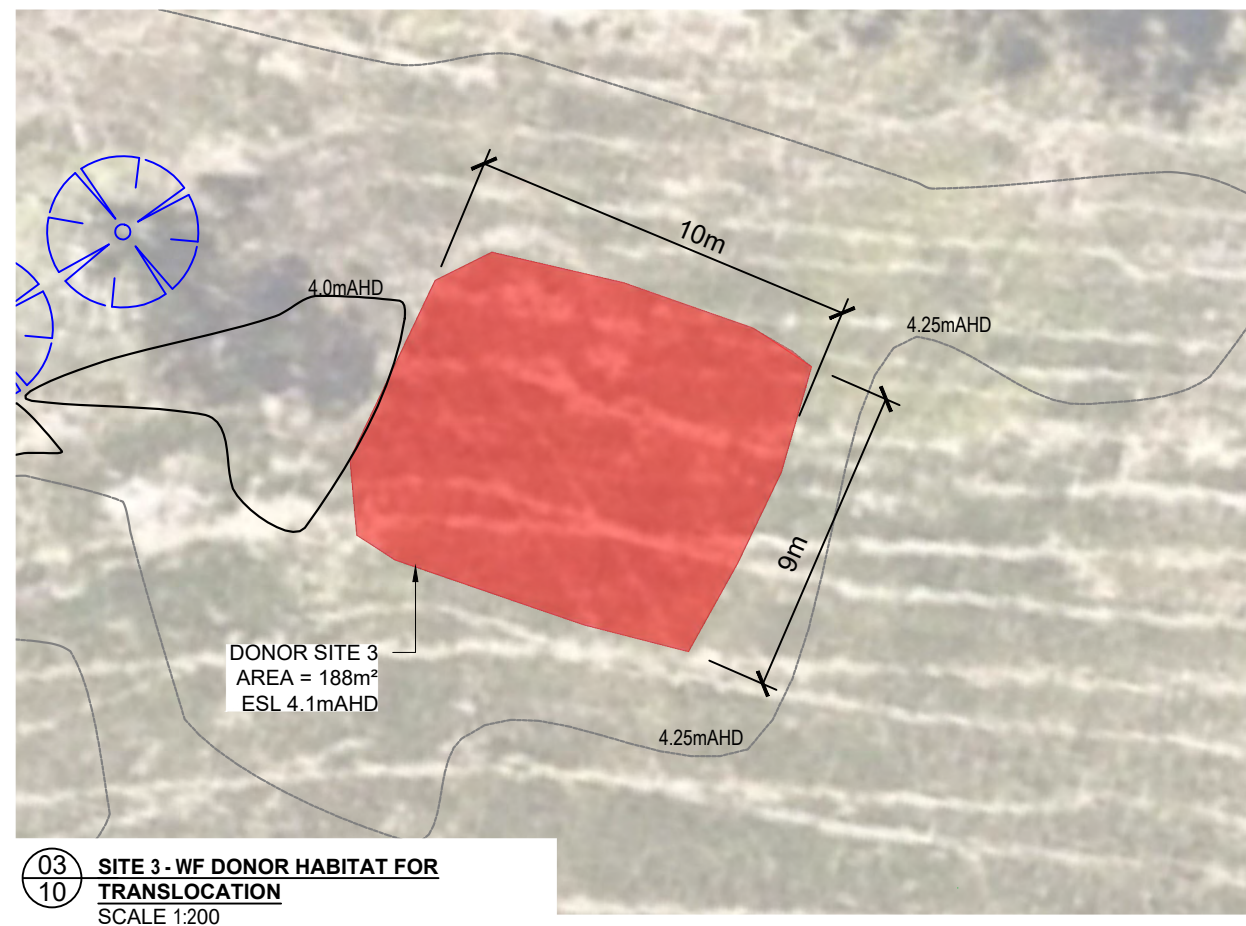 10m
4.0mAHD
4.25mAHD
9m
DONOR SITE 3
AREA = 188m²
ESL 4.1mAHD
4.25mAHD
03
10
SITE 3 - WF DONOR HABITAT FOR
TRANSLOCATION
SCALE 1:200